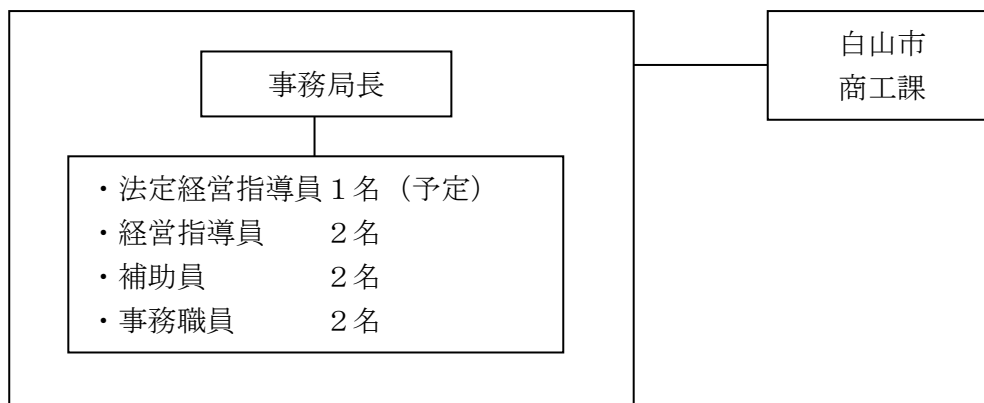 事務局長
・法定経営指導員１名（予定）
・経営指導員　　２名
・補助員　　　　２名
・事務職員　　　２名
白山市
商工課